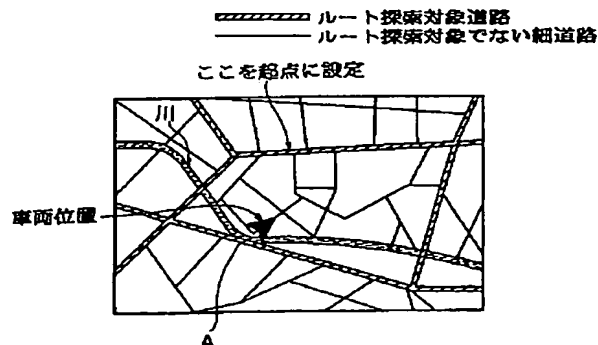 ルート探索対象道路
ルート探索対象でない細道路
ここを起点に設定
川
車両位置
A